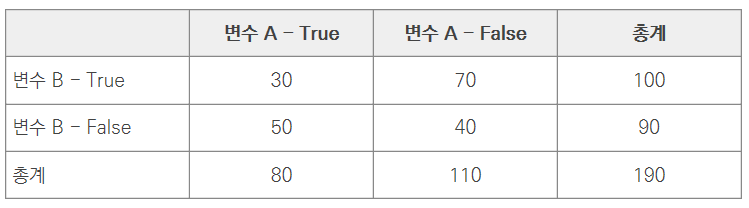 변수 A - True 변수 A - False 총계
변수 B - True 30 70 100
변수 B - False 50 40 90
총계 80 110 190